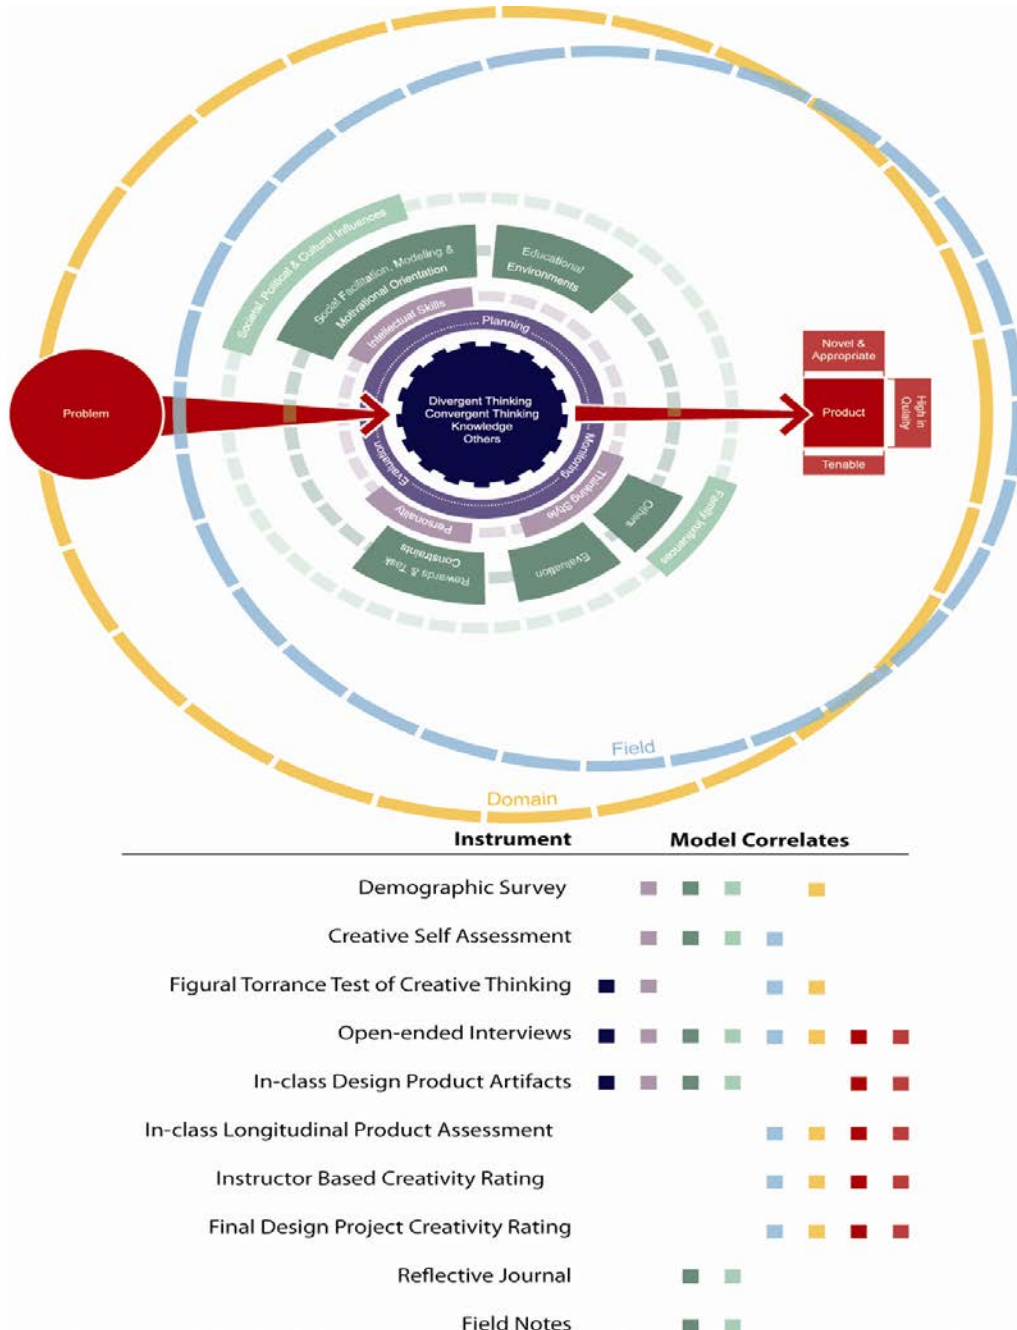 Societal, Political & Cultural Influences
Social Facilitation, Modeling &
Motivational Orientation
Educational
Environments
Intellectual Skills
Planning
Problem
Divergent Thinking
Convergent Thinking
Knowledge
Others
Evaluation
Monitoring
Thinking Style
Personality
Rewards & Task
Constraints
Evaluation
Others
Family Influences
Novel &
Appropriate
Product
High in
Quality
Tenable
Field
Domain
Instrument Model Correlates
Demographic Survey
Creative Self Assessment
Figural Torrance Test of Creative Thinking
Open-ended Interviews
In-class Design Product Artifacts
In-class Longitudinal Product Assessment
Instructor Based Creativity Rating
Final Design Project Creativity Rating
Reflective Journal
Field Notes